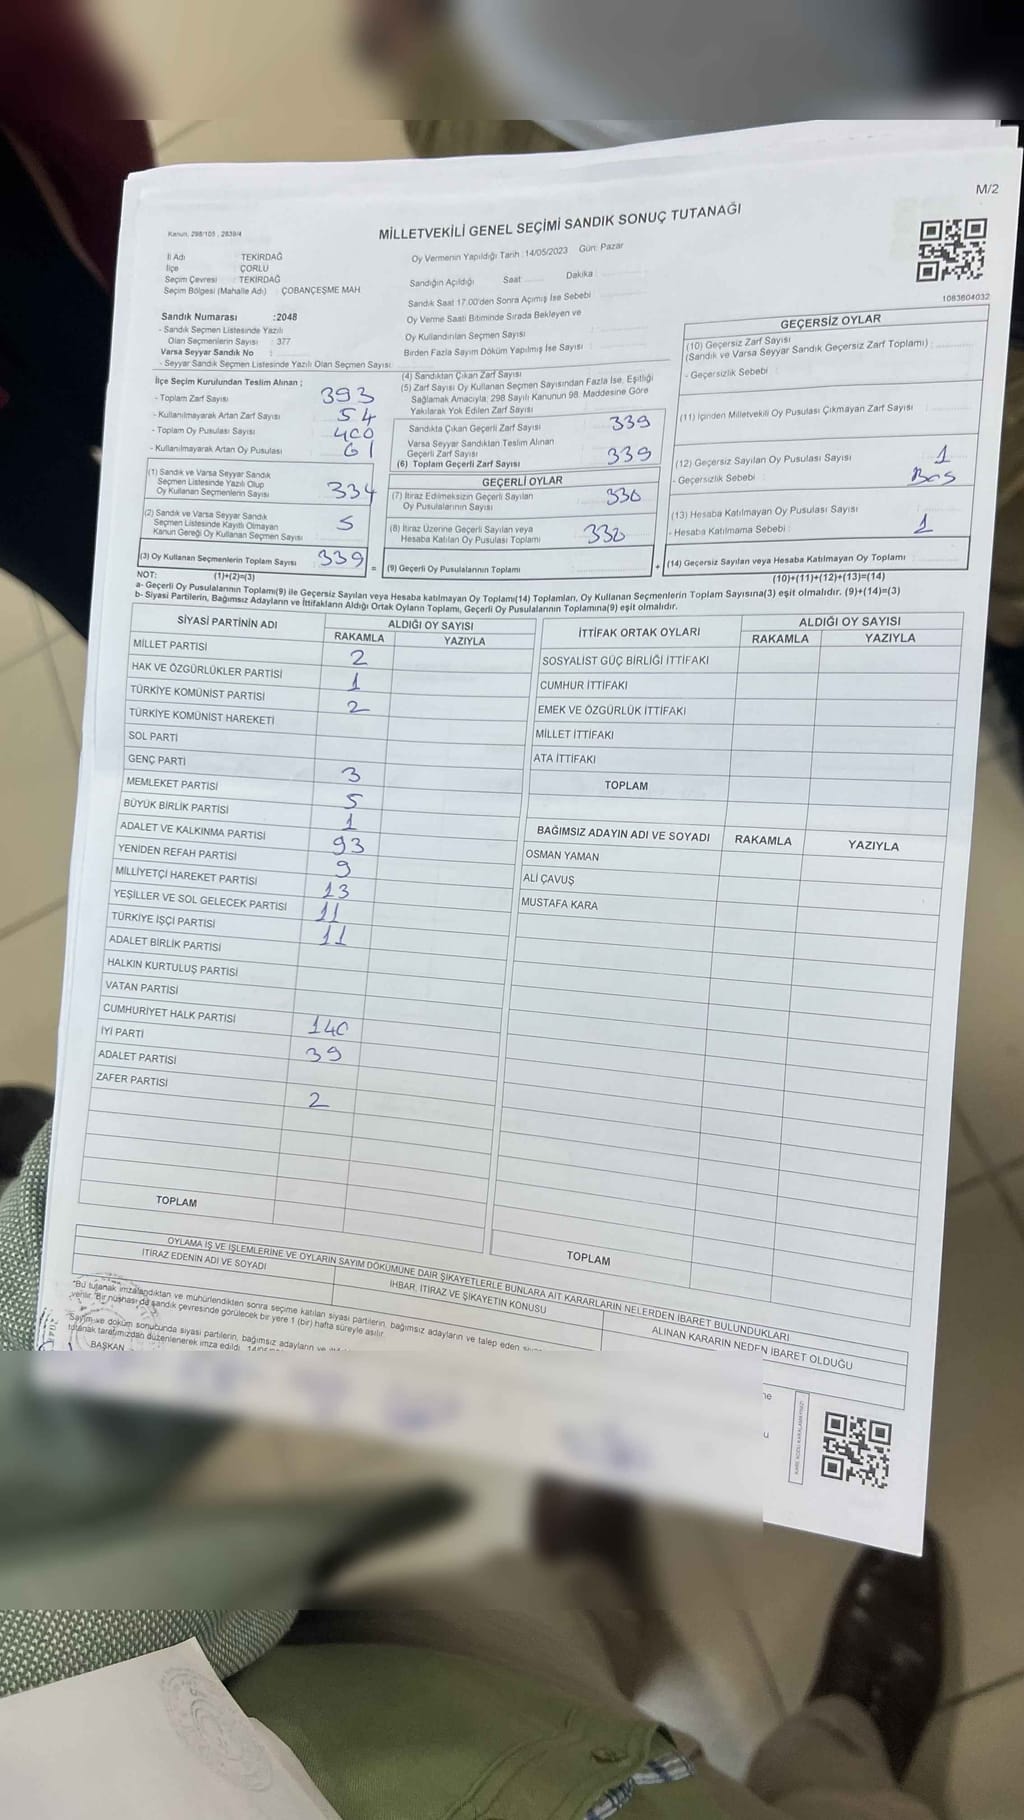 M/2
Kanun, 298/105 , 2839/4
MİLLETVEKİLİ GENEL SEÇİMİ SANDIK SONUÇ TUTANAĞI
İl Adı TEKİRDAĞ
İlçe ÇORLU
Seçim Çevresi : TEKİRDAĞ
Seçim Bölgesi (Mahalle Adı) : ÇOBANÇEŞME MAH
Sandık Numarası :2048
- Sandık Seçmen Listesinde Yazılı
Olan Seçmenlerin Sayısı : 377
Varsa Seyyar Sandık No :
- Seyyar Sandık Seçmen Listesinde Yazılı Olan Seçmen Sayısı:
Oy Vermenin Yapıldığı Tarih :14/05/2023 Gün: Pazar
Sandığın Açıldığı Saat Dakika :
Sandık Saat 17.00'den Sonra Açımış İse Sebebi :
Oy Verme Saati Bitiminde Sırada Bekleyen ve
Oy Kullandırılan Seçmen Sayısı
Birden Fazla Sayım Döküm Yapılmış İse Sayısı :
1083604032
İlçe Seçim Kurulundan Teslim Alınan ;
- Toplam Zarf Sayısı 393
- Kullanılmayarak Artan Zarf Sayısı 54
- Toplam Oy Pusulası Sayısı 400
- Kullanılmayarak Artan Oy Pusulası 61
(1) Sandık ve Varsa Seyyar Sandık
Seçmen Listesinde Yazılı Olup
Oy Kullanan Seçmenlerin Sayısı 334
(2) Sandık ve Varsa Seyyar Sandık
Seçmen Listesinde Kayıtlı Olmayan
Kanun Gereği Oy Kullanan Seçmen Sayısı : 5
(3) Oy Kullanan Seçmenlerin Toplam Sayısı 339 =
(4) Sandıktan Çıkan Zarf Sayısı
(5) Zarf Sayısı Oy Kullanan Seçmen Sayısından Fazla İse, Eşitliği
Sağlamak Amacıyla; 298 Sayılı Kanunun 98. Maddesine Göre
Yakılarak Yok Edilen Zarf Sayısı
Sandıkta Çıkan Geçerli Zarf Sayısı 339
Varsa Seyyar Sandıktan Teslim Alınan
Geçerli Zarf Sayısı
(6) Toplam Geçerli Zarf Sayısı 339
GEÇERLİ OYLAR
(7) İtiraz Edilmeksizin Geçerli Sayılan
Oy Pusulalarının Sayısı 330
(8) İtiraz Üzerine Geçerli Sayılan veya
Hesaba Katılan Oy Pusulası Toplamı 330
(9) Geçerli Oy Pusulalarının Toplamı +
GEÇERSİZ OYLAR
(10) Geçersiz Zarf Sayısı
(Sandık ve Varsa Seyyar Sandık Geçersiz Zarf Toplamı) :
- Geçersizlik Sebebi :
(11) İçinden Milletvekili Oy Pusulası Çıkmayan Zarf Sayısı :
(12) Geçersiz Sayılan Oy Pusulası Sayısı : 1
- Geçersizlik Sebebi : Boş
(13) Hesaba Katılmayan Oy Pusulası Sayısı :
- Hesaba Katılmama Sebebi : 1
(14) Geçersiz Sayılan veya Hesaba Katılmayan Oy Toplamı :
NOT: (1)+(2)=(3) (10)+(11)+(12)+(13)=(14)
a- Geçerli Oy Pusulalarının Toplamı(9) ile Geçersiz Sayılan veya Hesaba katılmayan Oy Toplamı(14) Toplamları, Oy Kullanan Seçmenlerin Toplam Sayısına(3) eşit olmalıdır. (9)+(14)=(3)
b- Siyasi Partilerin, Bağımsız Adayların ve İttifakların Aldığı Ortak Oyların Toplamı, Geçerli Oy Pusulalarının Toplamına(9) eşit olmalıdır.
SİYASİ PARTİNİN ADI ALDIĞI OY SAYISI
RAKAMLA YAZIYLA
MİLLET PARTİSİ 2
HAK VE ÖZGÜRLÜKLER PARTİSİ 1
TÜRKİYE KOMÜNİST PARTİSİ 2
TÜRKİYE KOMÜNİST HAREKETİ
SOL PARTİ
GENÇ PARTİ 3
MEMLEKET PARTİSİ 5
BÜYÜK BİRLİK PARTİSİ 1
ADALET VE KALKINMA PARTİSİ 93
YENİDEN REFAH PARTİSİ 9
MİLLİYETÇİ HAREKET PARTİSİ 13
YEŞİLLER VE SOL GELECEK PARTİSİ 11
TÜRKİYE İŞÇİ PARTİSİ 11
ADALET BİRLİK PARTİSİ
HALKIN KURTULUŞ PARTİSİ
VATAN PARTİSİ
CUMHURİYET HALK PARTİSİ 140
İYİ PARTİ 39
ADALET PARTİSİ
ZAFER PARTİSİ 2
TOPLAM
İTTİFAK ORTAK OYLARI ALDIĞI OY SAYISI
RAKAMLA YAZIYLA
SOSYALİST GÜÇ BİRLİĞİ İTTİFAKI
CUMHUR İTTİFAKI
EMEK VE ÖZGÜRLÜK İTTİFAKI
MİLLET İTTİFAKI
ATA İTTİFAKI
TOPLAM
BAĞIMSIZ ADAYIN ADI VE SOYADI RAKAMLA YAZIYLA
OSMAN YAMAN
ALİ ÇAVUŞ
MUSTAFA KARA
TOPLAM
OYLAMA İŞ VE İŞLEMLERİNE VE OYLARIN SAYIM DÖKÜMÜNE DAİR ŞİKAYETLERLE BUNLARA AİT KARARLARIN NELERDEN İBARET BULUNDUKLARI
İTİRAZ EDENİN ADI VE SOYADI İHBAR, İTİRAZ VE ŞİKAYETİN KONUSU ALINAN KARARIN NEDEN İBARET OLDUĞU
"Bu tutanak imzalandıktan ve mühürlendikten sonra seçime katılan siyasi partilerin, bağımsız adayların ve talep eden
verilir. Bir nüshası da sandık çevresinde görülecek bir yere 1 (bir) hafta süreyle asılır.
Sayım ve döküm sonucunda siyasi partilerin, bağımsız adayların ve
tutanak tarafımızdan düzenlenerek imza edildi.
BAŞKAN